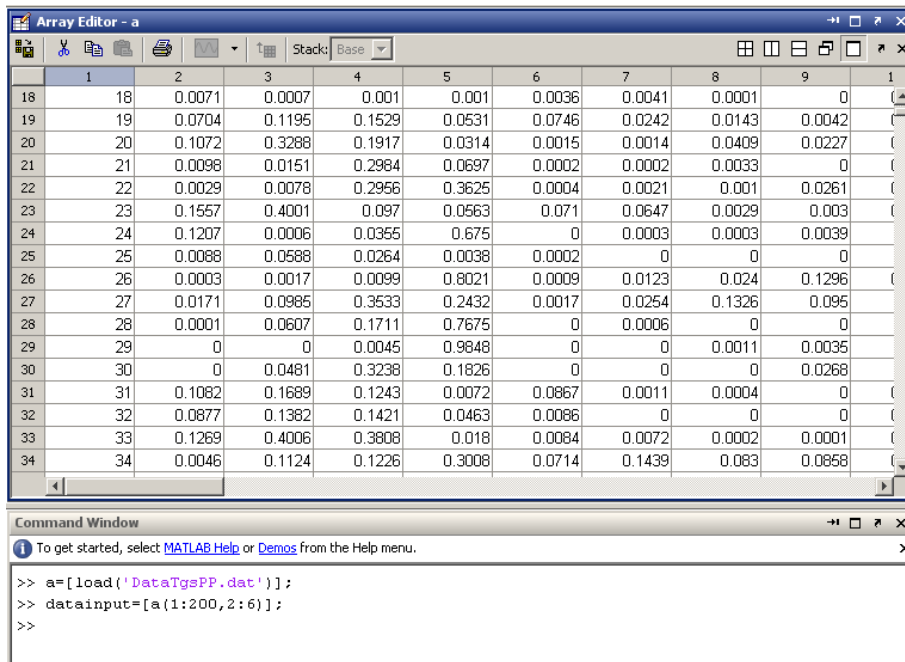 Array Editor - a
Stack: Base
1 2 3 4 5 6 7 8 9 1
18 18 0.0071 0.0007 0.001 0.001 0.0036 0.0041 0.0001 0
19 19 0.0704 0.1195 0.1529 0.0531 0.0746 0.0242 0.0143 0.0042
20 20 0.1072 0.3288 0.1917 0.0314 0.0015 0.0014 0.0409 0.0227
21 21 0.0098 0.0151 0.2984 0.0697 0.0002 0.0002 0.0033 0
22 22 0.0029 0.0078 0.2956 0.3625 0.0004 0.0021 0.001 0.0261
23 23 0.1557 0.4001 0.097 0.0563 0.071 0.0647 0.0029 0.003
24 24 0.1207 0.0006 0.0355 0.675 0 0.0003 0.0003 0.0039
25 25 0.0088 0.0588 0.0264 0.0038 0.0002 0 0 0
26 26 0.0003 0.0017 0.0099 0.8021 0.0009 0.0123 0.024 0.1296
27 27 0.0171 0.0985 0.3533 0.2432 0.0017 0.0254 0.1326 0.095
28 28 0.0001 0.0607 0.1711 0.7675 0 0.0006 0 0
29 29 0 0 0.0045 0.9848 0 0 0.0011 0.0035
30 30 0 0.0481 0.3238 0.1826 0 0 0 0.0268
31 31 0.1082 0.1689 0.1243 0.0072 0.0867 0.0011 0.0004 0
32 32 0.0877 0.1382 0.1421 0.0463 0.0086 0 0 0
33 33 0.1269 0.4006 0.3808 0.018 0.0084 0.0072 0.0002 0.0001
34 34 0.0046 0.1124 0.1226 0.3008 0.0714 0.1439 0.083 0.0858
Command Window
To get started, select MATLAB Help or Demos from the Help menu.
>> a=[load('DataTgsPP.dat')];
>> datainput=[a(1:200,2:6)];
>>